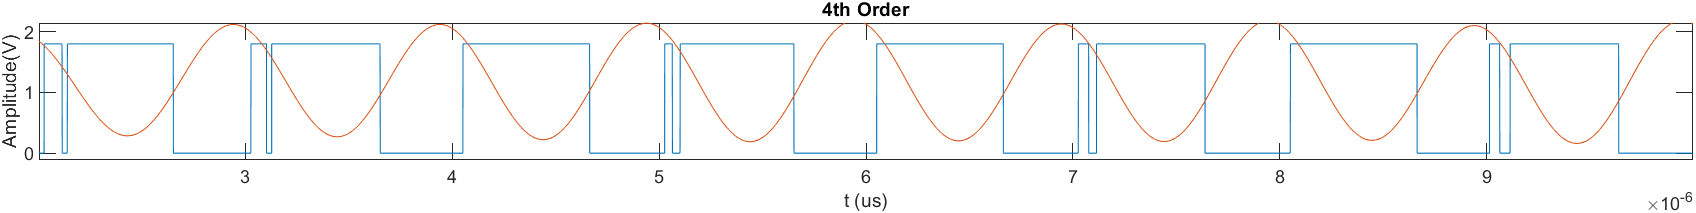 4th Order
Amplitude(V)
2
1
0
3 4 5 6 7 8 9
t (us)
×10-6